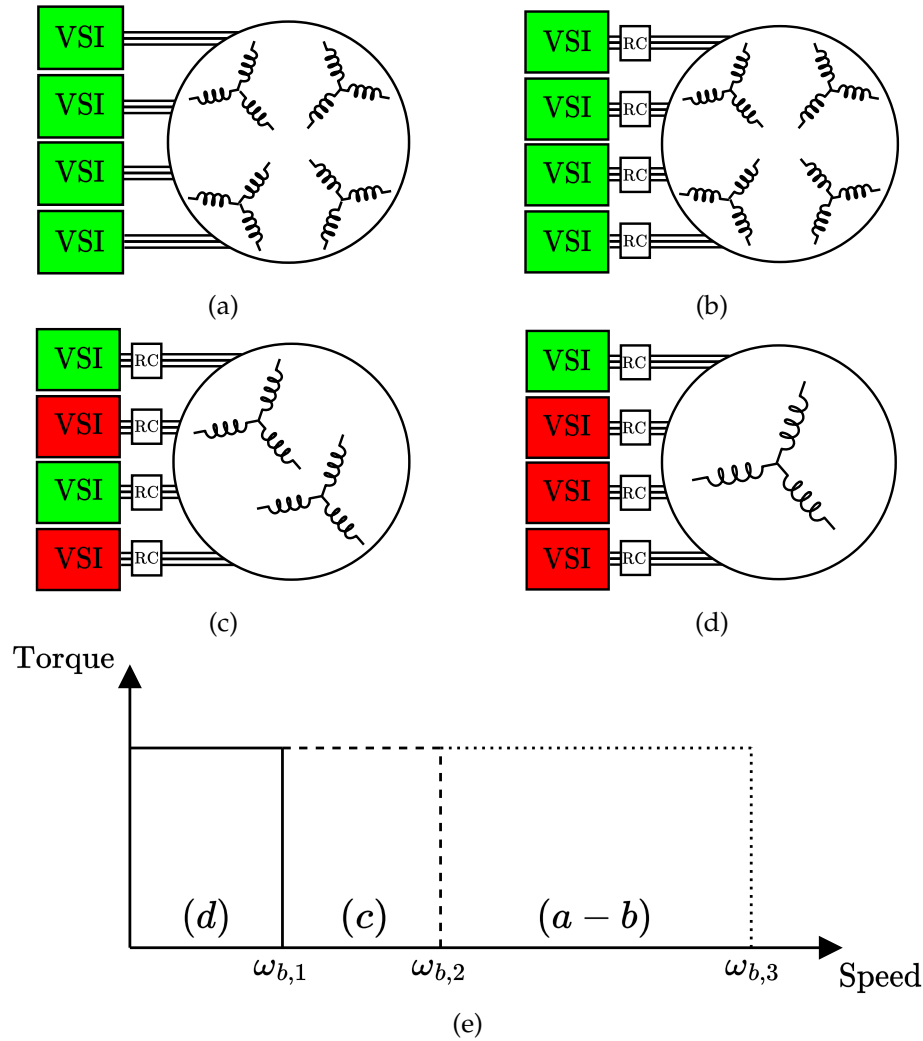 VSI
VSI
VSI
VSI
(a)
VSI RC
VSI RC
VSI RC
VSI RC
(b)
VSI RC
VSI RC
VSI RC
VSI RC
(c)
VSI RC
VSI RC
VSI RC
VSI RC
(d)
Torque
(d) (c) (a − b)
ω_{b,1} ω_{b,2} ω_{b,3}
Speed
(e)